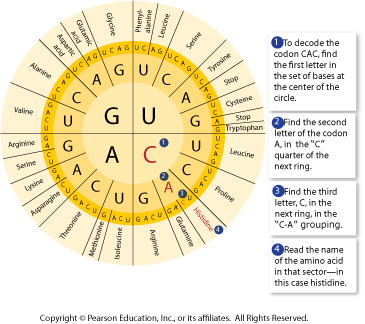 Glycine
Phenyl-
alanine
Leucine
Serine
Tyrosine
Stop
Cysteine
Stop
Tryptophan
Leucine
Proline
Histidine 4
Glutamine
Arginine
Isoleucine
Methionine
Threonine
Asparagine
Lysine
Serine
Arginine
Valine
Alanine
Aspartic
acid
Glutamic
acid
U C A G
U C A G
U C A G
U C A G
G U
A C
1
2
3
1 To decode the
codon CAC, find
the first letter in
the set of bases at
the center of the
circle.
2 Find the second
letter of the codon
A, in the "C"
quarter of the
next ring.
3 Find the third
letter, C, in the
next ring, in the
"C-A" grouping.
4 Read the name
of the amino acid
in that sector—in
this case histidine.
Copyright © Pearson Education, Inc., or its affiliates. All Rights Reserved.